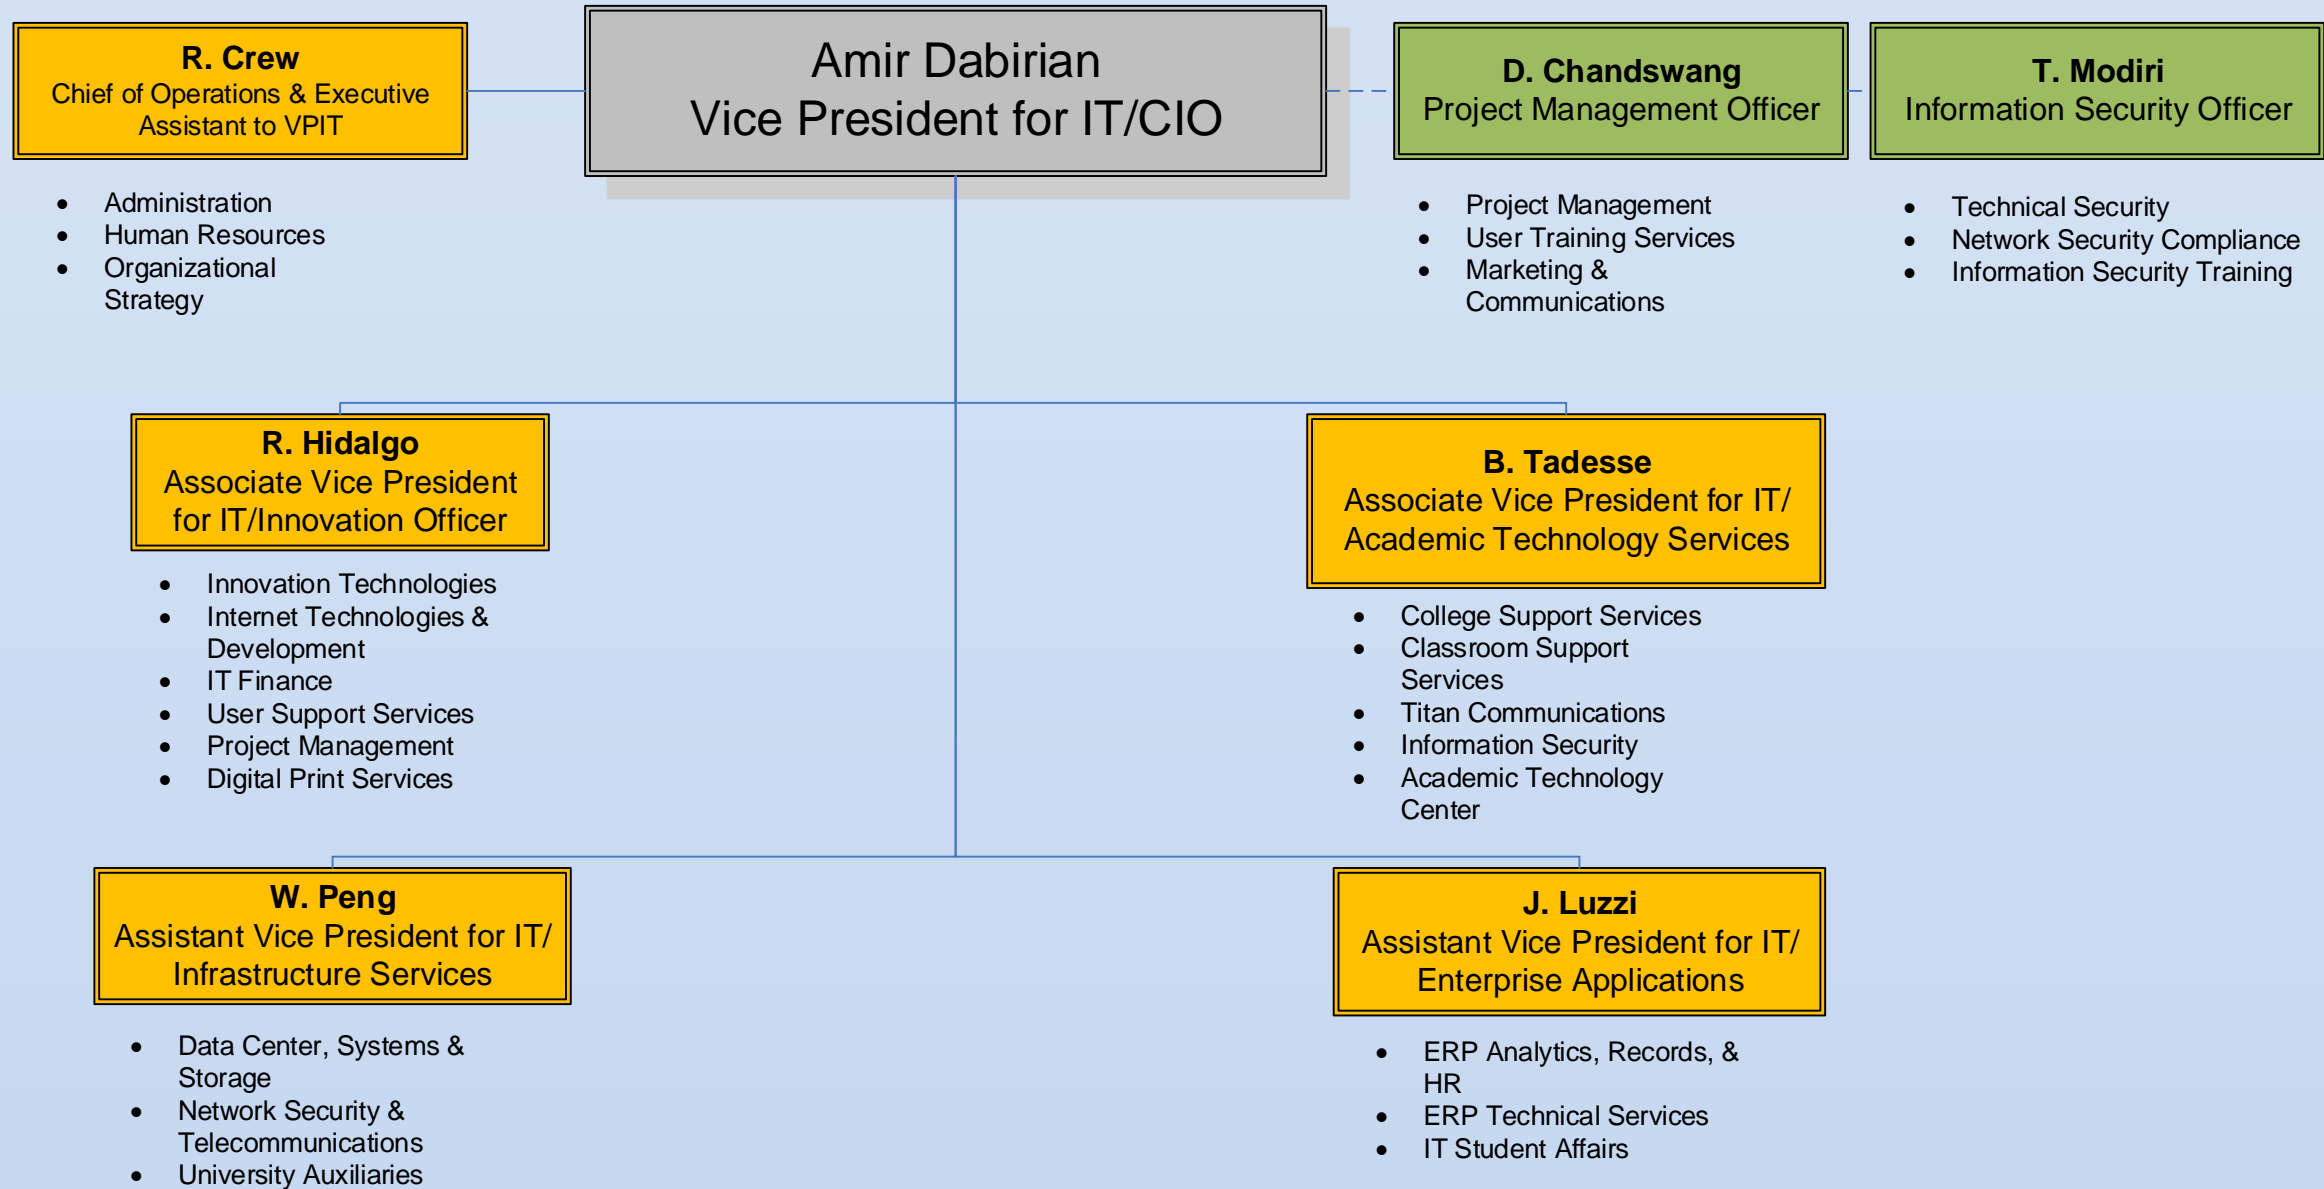 R. Crew
Chief of Operations & Executive
Assistant to VPIT
• Administration
• Human Resources
• Organizational
Strategy
Amir Dabirian
Vice President for IT/CIO
D. Chandswang
Project Management Officer
• Project Management
• User Training Services
• Marketing &
Communications
T. Modiri
Information Security Officer
• Technical Security
• Network Security Compliance
• Information Security Training
R. Hidalgo
Associate Vice President
for IT/Innovation Officer
• Innovation Technologies
• Internet Technologies &
Development
• IT Finance
• User Support Services
• Project Management
• Digital Print Services
B. Tadesse
Associate Vice President for IT/
Academic Technology Services
• College Support Services
• Classroom Support
Services
• Titan Communications
• Information Security
• Academic Technology
Center
W. Peng
Assistant Vice President for IT/
Infrastructure Services
• Data Center, Systems &
Storage
• Network Security &
Telecommunications
• University Auxiliaries
J. Luzzi
Assistant Vice President for IT/
Enterprise Applications
• ERP Analytics, Records, &
HR
• ERP Technical Services
• IT Student Affairs